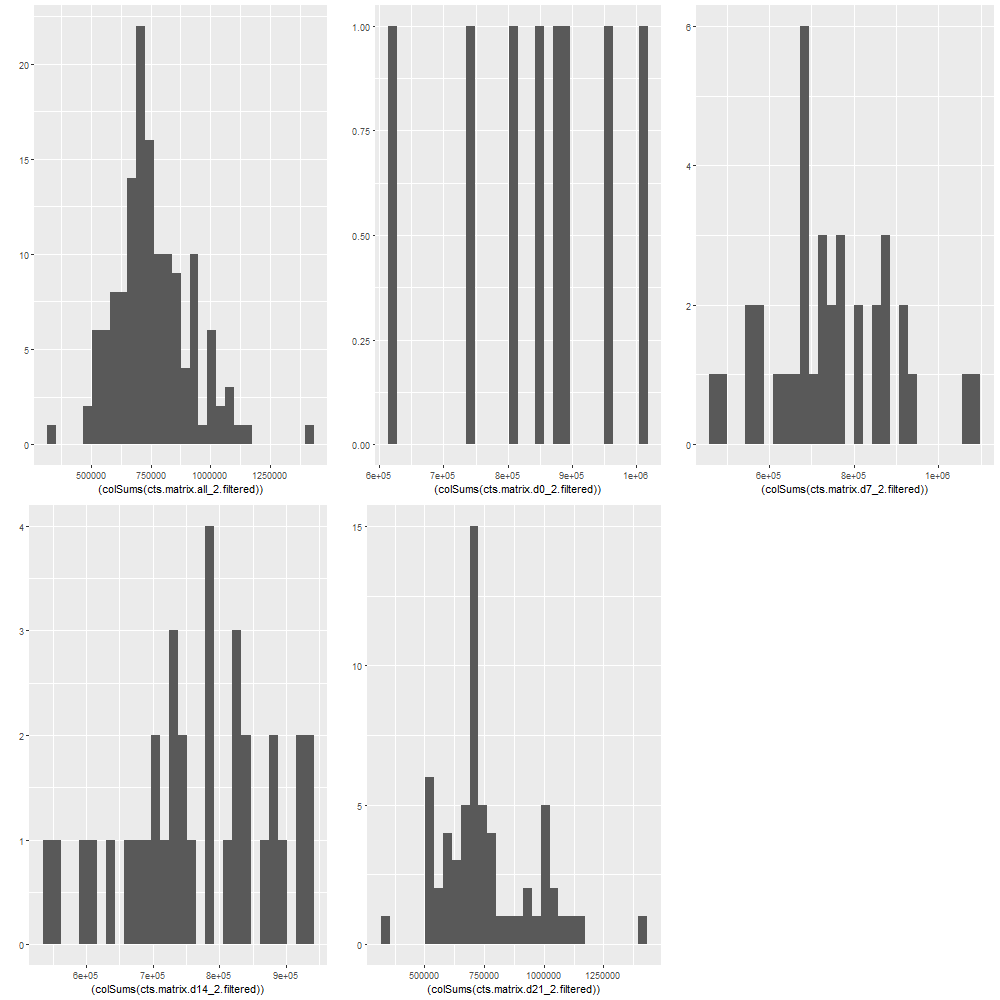 20
15
10
5
0
500000 750000 1000000 1250000
(colSums(cts.matrix.all_2.filtered))
1.00
0.75
0.50
0.25
0.00
6e+05 7e+05 8e+05 9e+05 1e+06
(colSums(cts.matrix.d0_2.filtered))
6
4
2
0
6e+05 8e+05 1e+06
(colSums(cts.matrix.d7_2.filtered))
4
3
2
1
0
6e+05 7e+05 8e+05 9e+05
(colSums(cts.matrix.d14_2.filtered))
15
10
5
0
500000 750000 1000000 1250000
(colSums(cts.matrix.d21_2.filtered))